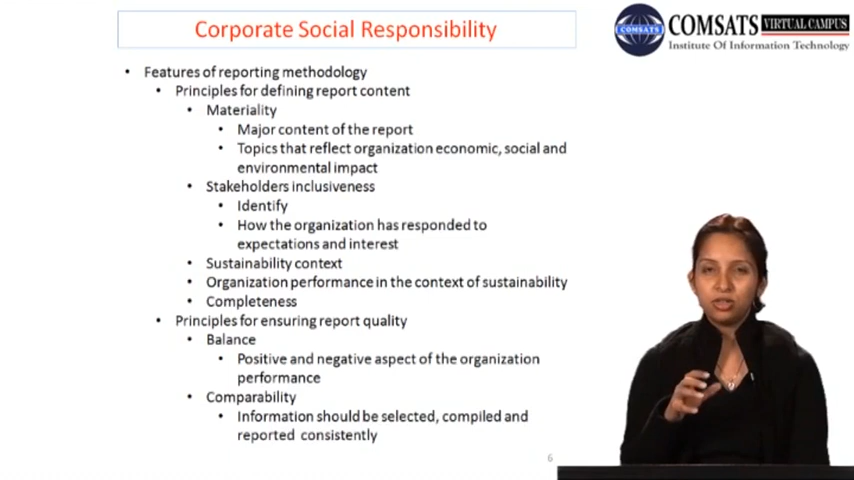 Corporate Social Responsibility
COMSATS
COMSATS VIRTUAL CAMPUS
Institute Of Information Technology
• Features of reporting methodology
• Principles for defining report content
• Materiality
• Major content of the report
• Topics that reflect organization economic, social and
environmental impact
• Stakeholders inclusiveness
• Identify
• How the organization has responded to
expectations and interest
• Sustainability context
• Organization performance in the context of sustainability
• Completeness
• Principles for ensuring report quality
• Balance
• Positive and negative aspect of the organization
performance
• Comparability
• Information should be selected, compiled and
reported consistently
6